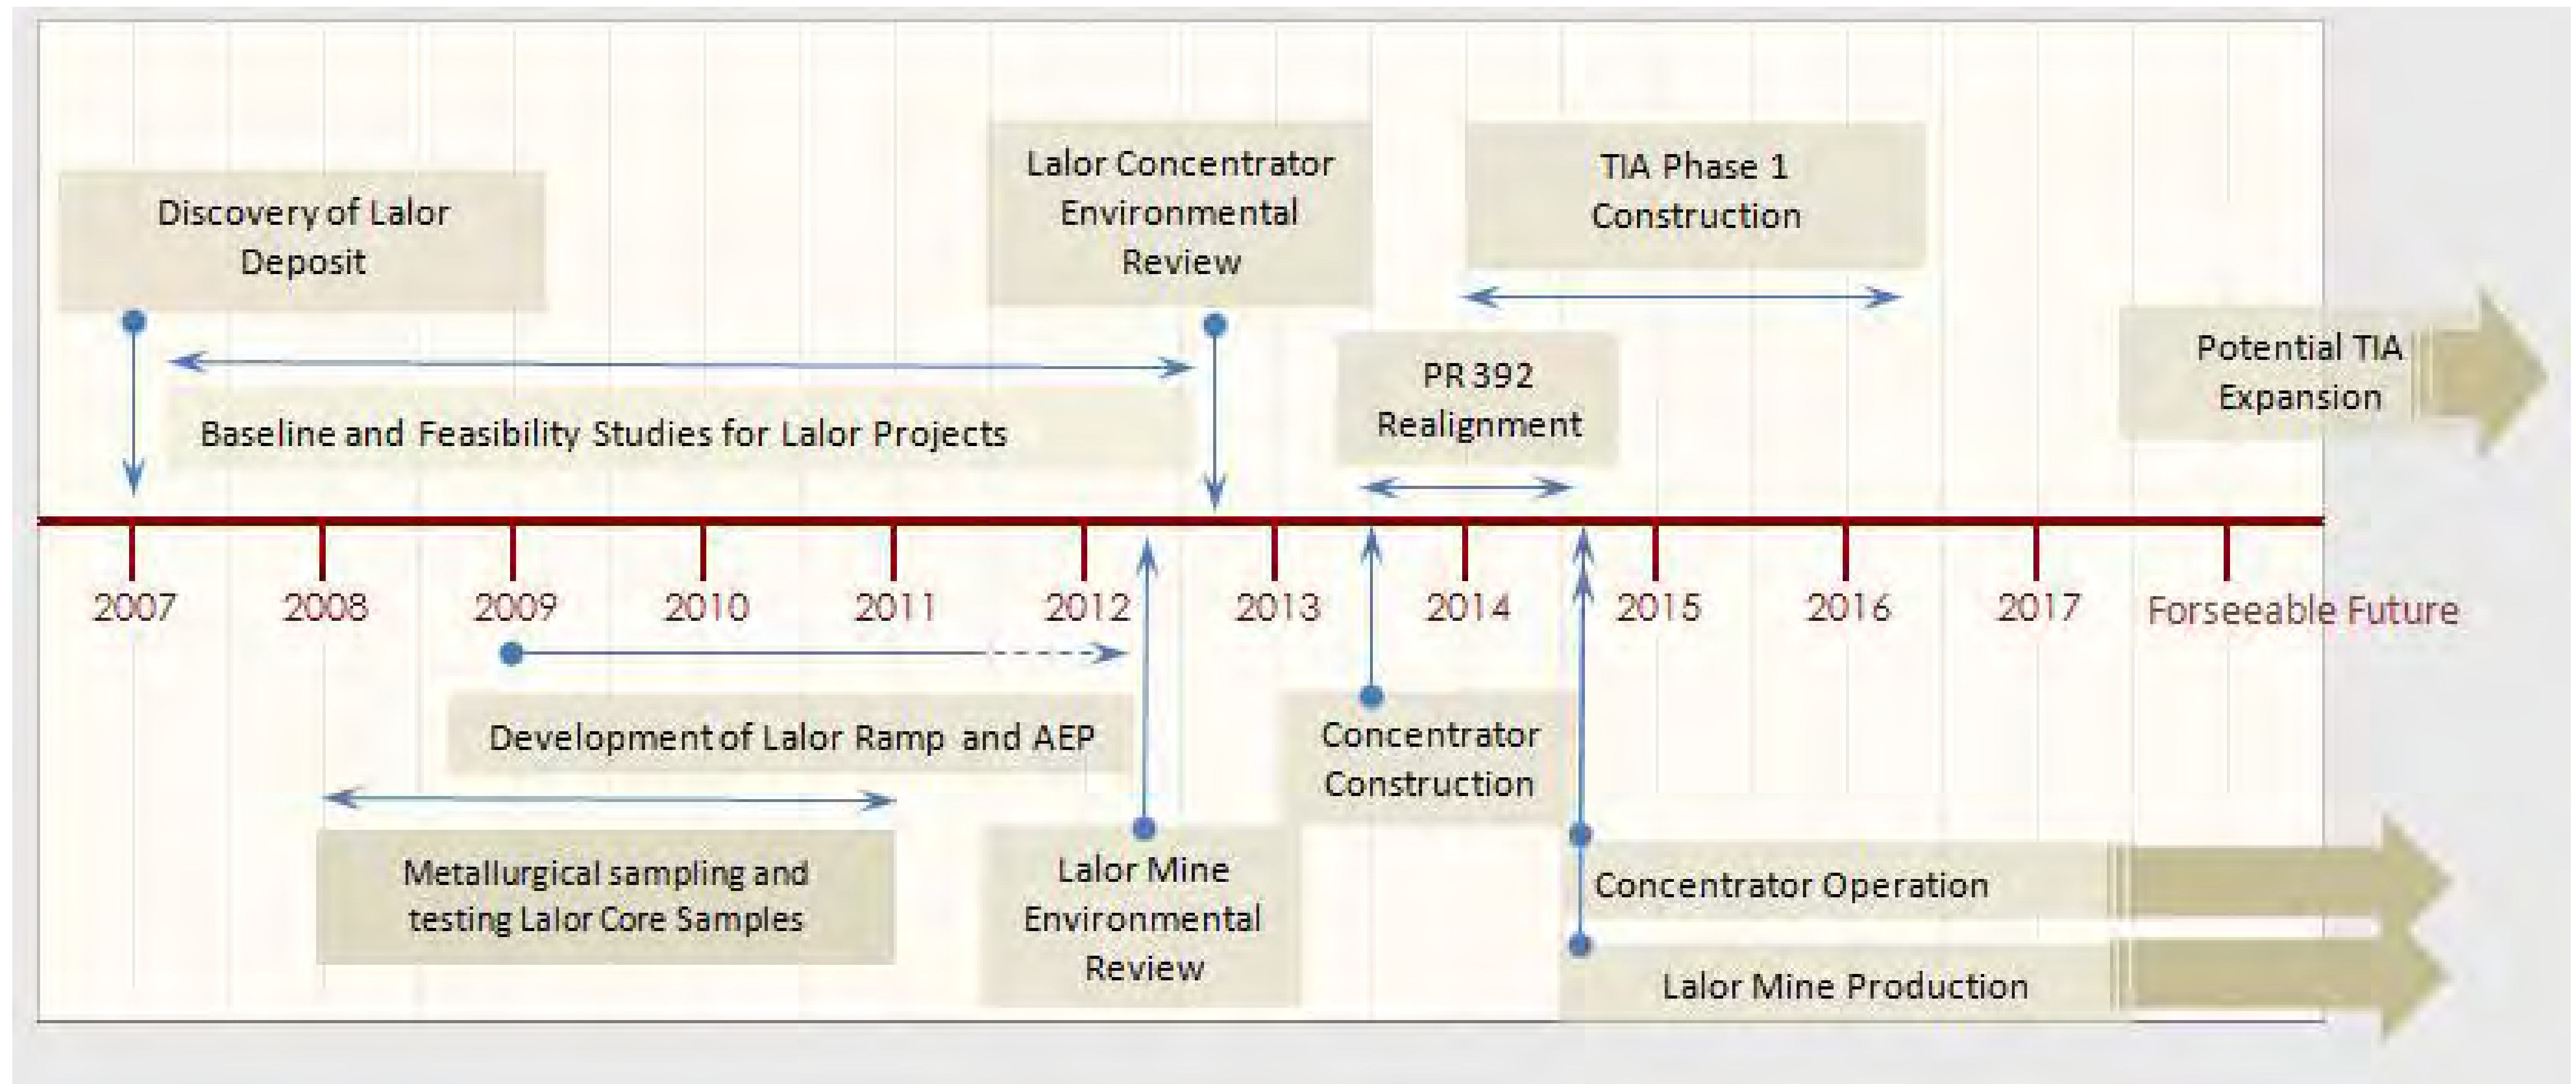 Discovery of Lalor
Deposit
Lalor Concentrator
Environmental
Review
TIA Phase 1
Construction
Baseline and Feasibility Studies for Lalor Projects
PR 392
Realignment
Potential TIA
Expansion
2007 2008 2009 2010 2011 2012 2013 2014 2015 2016 2017 Forseeable Future
Development of Lalor Ramp and AEP
Metallurgical sampling and
testing Lalor Core Samples
Lalor Mine
Environmental
Review
Concentrator
Construction
Concentrator Operation
Lalor Mine Production